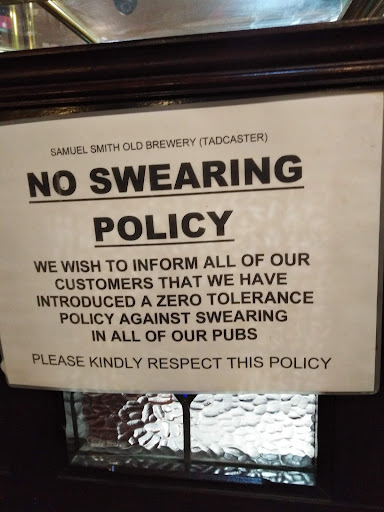 SAMUEL SMITH OLD BREWERY (TADCASTER)
NO SWEARING
POLICY
WE WISH TO INFORM ALL OF OUR
CUSTOMERS THAT WE HAVE
INTRODUCED A ZERO TOLERANCE
POLICY AGAINST SWEARING
IN ALL OF OUR PUBS
PLEASE KINDLY RESPECT THIS POLICY